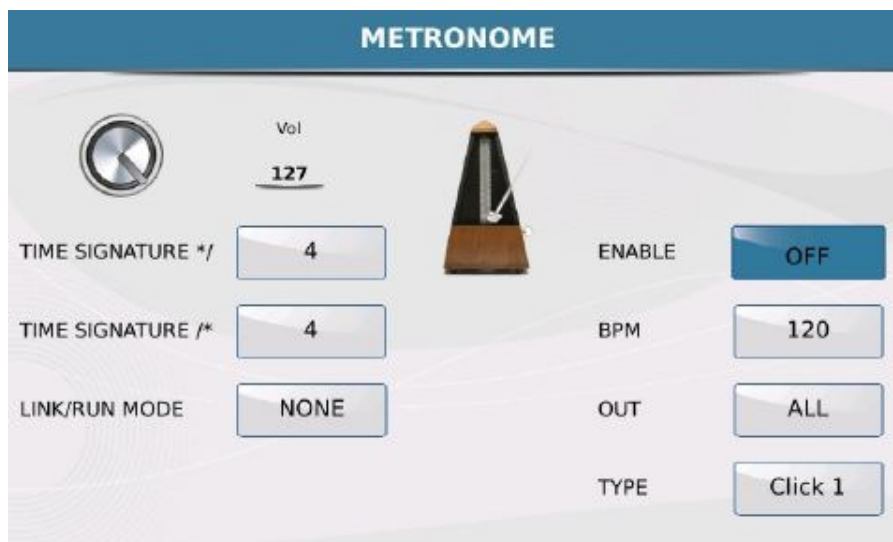 METRONOME
Vol
127
TIME SIGNATURE */
4
ENABLE
OFF
TIME SIGNATURE /*
4
BPM
120
LINK/RUN MODE
NONE
OUT
ALL
TYPE
Click 1